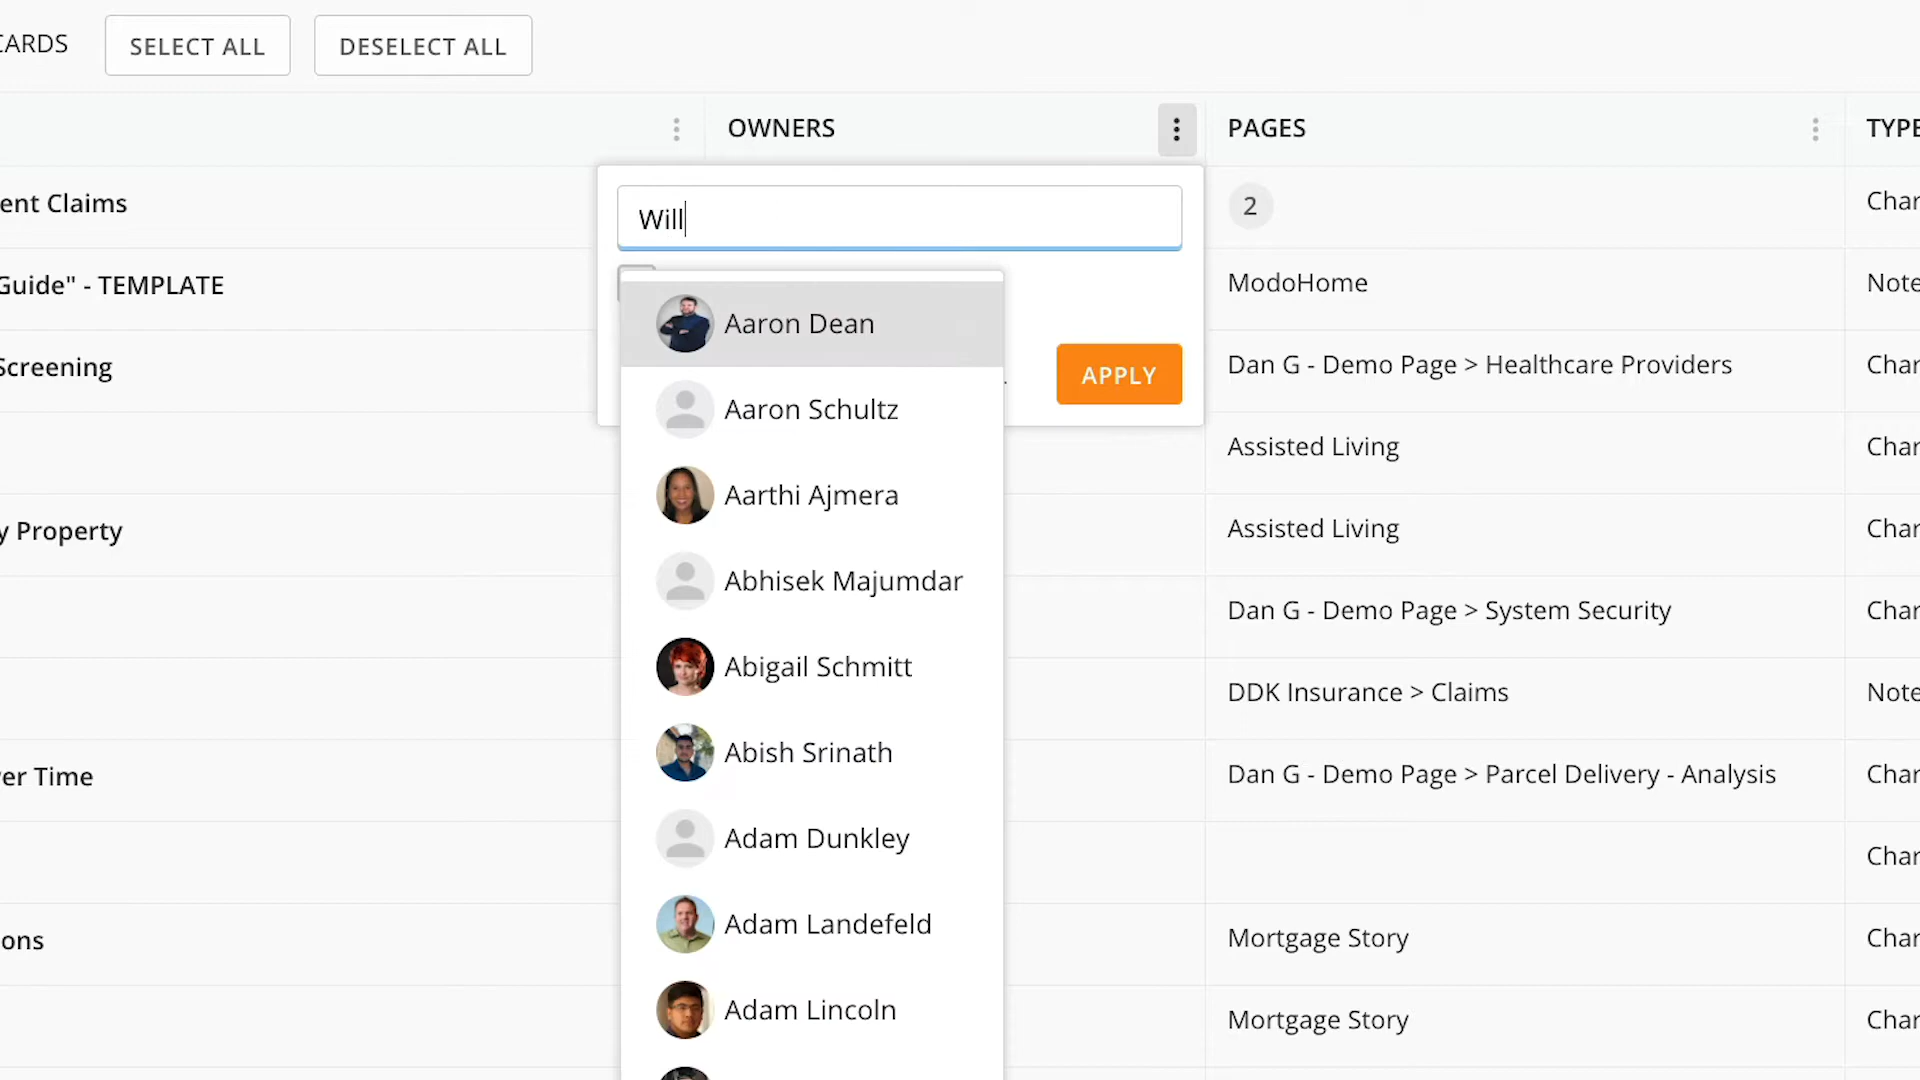 CARDS SELECT ALL DESELECT ALL
OWNERS PAGES TYPE
ent Claims 2 Char
Will
Guide" - TEMPLATE ModoHome Note
Aaron Dean
Screening Dan G - Demo Page > Healthcare Providers Char
APPLY
Aaron Schultz
Assisted Living Char
Aarthi Ajmera
y Property Assisted Living Char
Abhisek Majumdar
Dan G - Demo Page > System Security Char
Abigail Schmitt
DDK Insurance > Claims Note
Abish Srinath
er Time Dan G - Demo Page > Parcel Delivery - Analysis Char
Adam Dunkley
Char
Adam Landefeld
ons Mortgage Story Char
Adam Lincoln
Mortgage Story Char